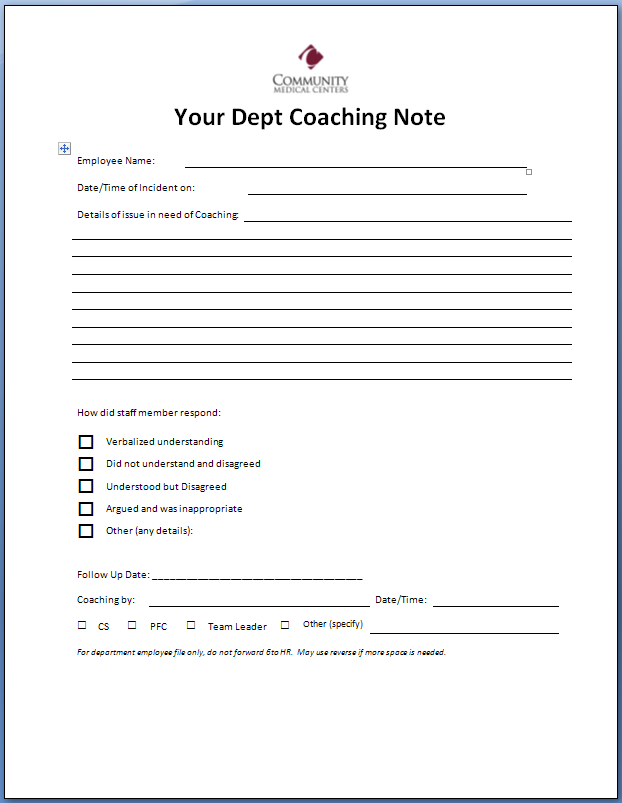 COMMUNITY
MEDICAL CENTERS
Your Dept Coaching Note
Employee Name:
Date/Time of Incident on:
Details of issue in need of Coaching:
How did staff member respond:
Verbalized understanding
Did not understand and disagreed
Understood but Disagreed
Argued and was inappropriate
Other (any details):
Follow Up Date: ___________________________________
Coaching by: Date/Time:
CS PFC Team Leader Other (specify)
For department employee file only, do not forward 6to HR. May use reverse if more space is needed.